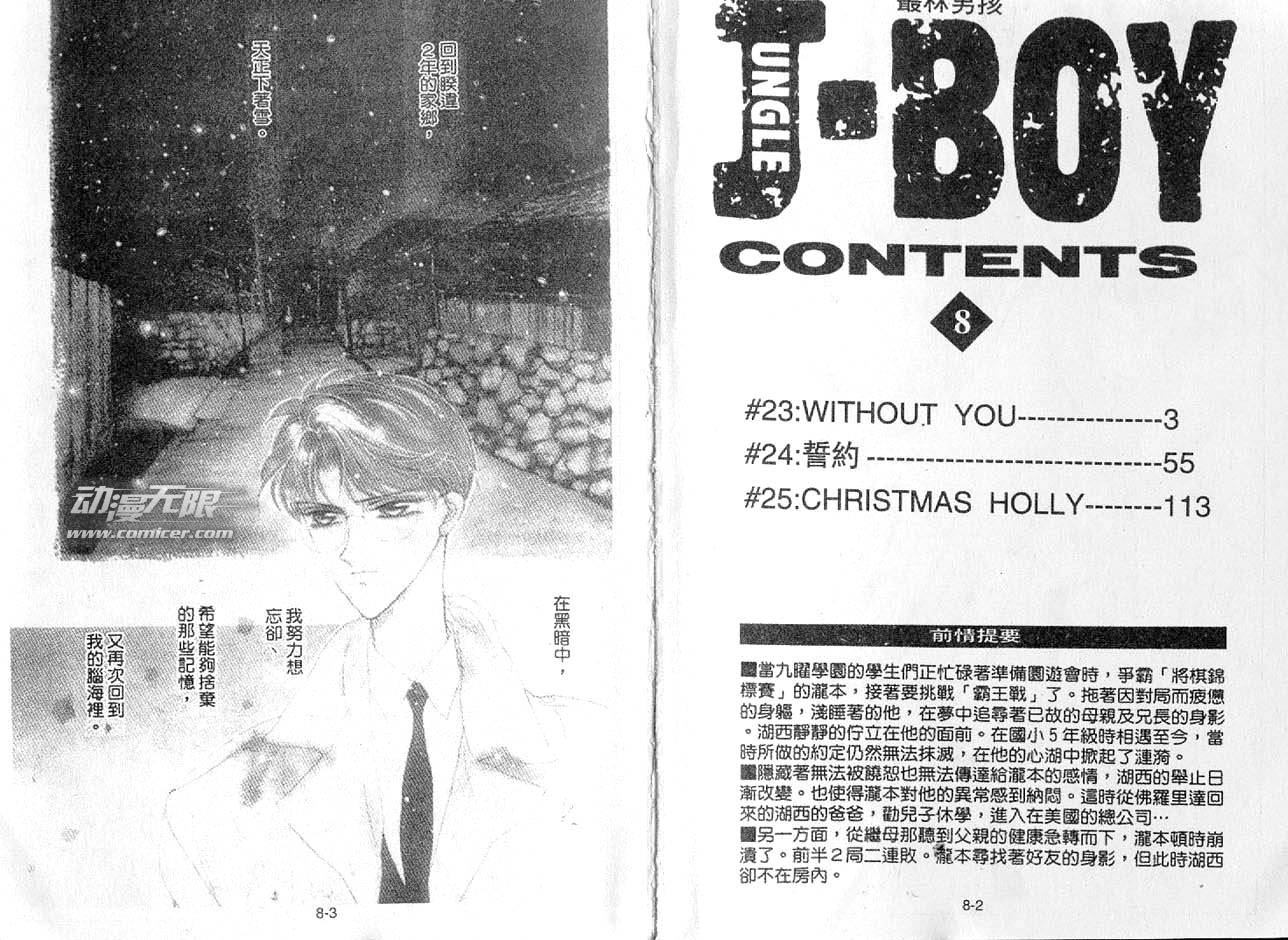 叢林男孩
J-BOY
UNGLE
CONTENTS
8
#23:WITHOUT YOU---------------3
#24:誓約------------------------------55
#25:CHRISTMAS HOLLY--------113
前情提要
■當九曜學園的學生們正忙碌著準備園遊會時，爭霸「將棋錦
標賽」的瀧本，接著要挑戰「霸王戰」了。拖著因對局而疲憊
的身軀，淺睡著的他，在夢中追尋著已故的母親及兄長的身影
。湖西靜靜的佇立在他的面前。在國小5年級時相遇至今，當
時所做的約定仍然無法抹滅，在他的心湖中掀起了漣漪。
■隱藏著無法被饒恕也無法傳達給瀧本的感情，湖西的舉止日
漸改變。也使得瀧本對他的異常感到納悶。這時從佛羅里達回
來的湖西的爸爸，勸兒子休學，進入在美國的總公司…
■另一方面，從繼母那聽到父親的健康急轉而下，瀧本頓時崩
潰了。前半2局二連敗。瀧本尋找著好友的身影，但此時湖西
卻不在房內。
8-2
回到睽違
2年的家鄉，
天正下著雪。
在黑暗中，
我努力想
忘卻、
希望能夠捨棄
的那些記憶，
又再次回到
我的腦海裡。
动漫无限
www.comicer.com
8-3